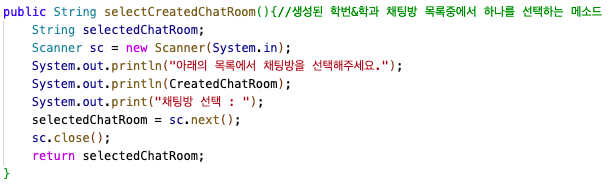 public String selectCreatedChatRoom(){//생성된 학번&학과 채팅방 목록중에서 하나를 선택하는 메소드
    String selectedChatRoom;
    Scanner sc = new Scanner(System.in);
    System.out.println("아래의 목록에서 채팅방을 선택해주세요.");
    System.out.println(CreatedChatRoom);
    System.out.print("채팅방 선택 : ");
    selectedChatRoom = sc.next();
    sc.close();
    return selectedChatRoom;
}